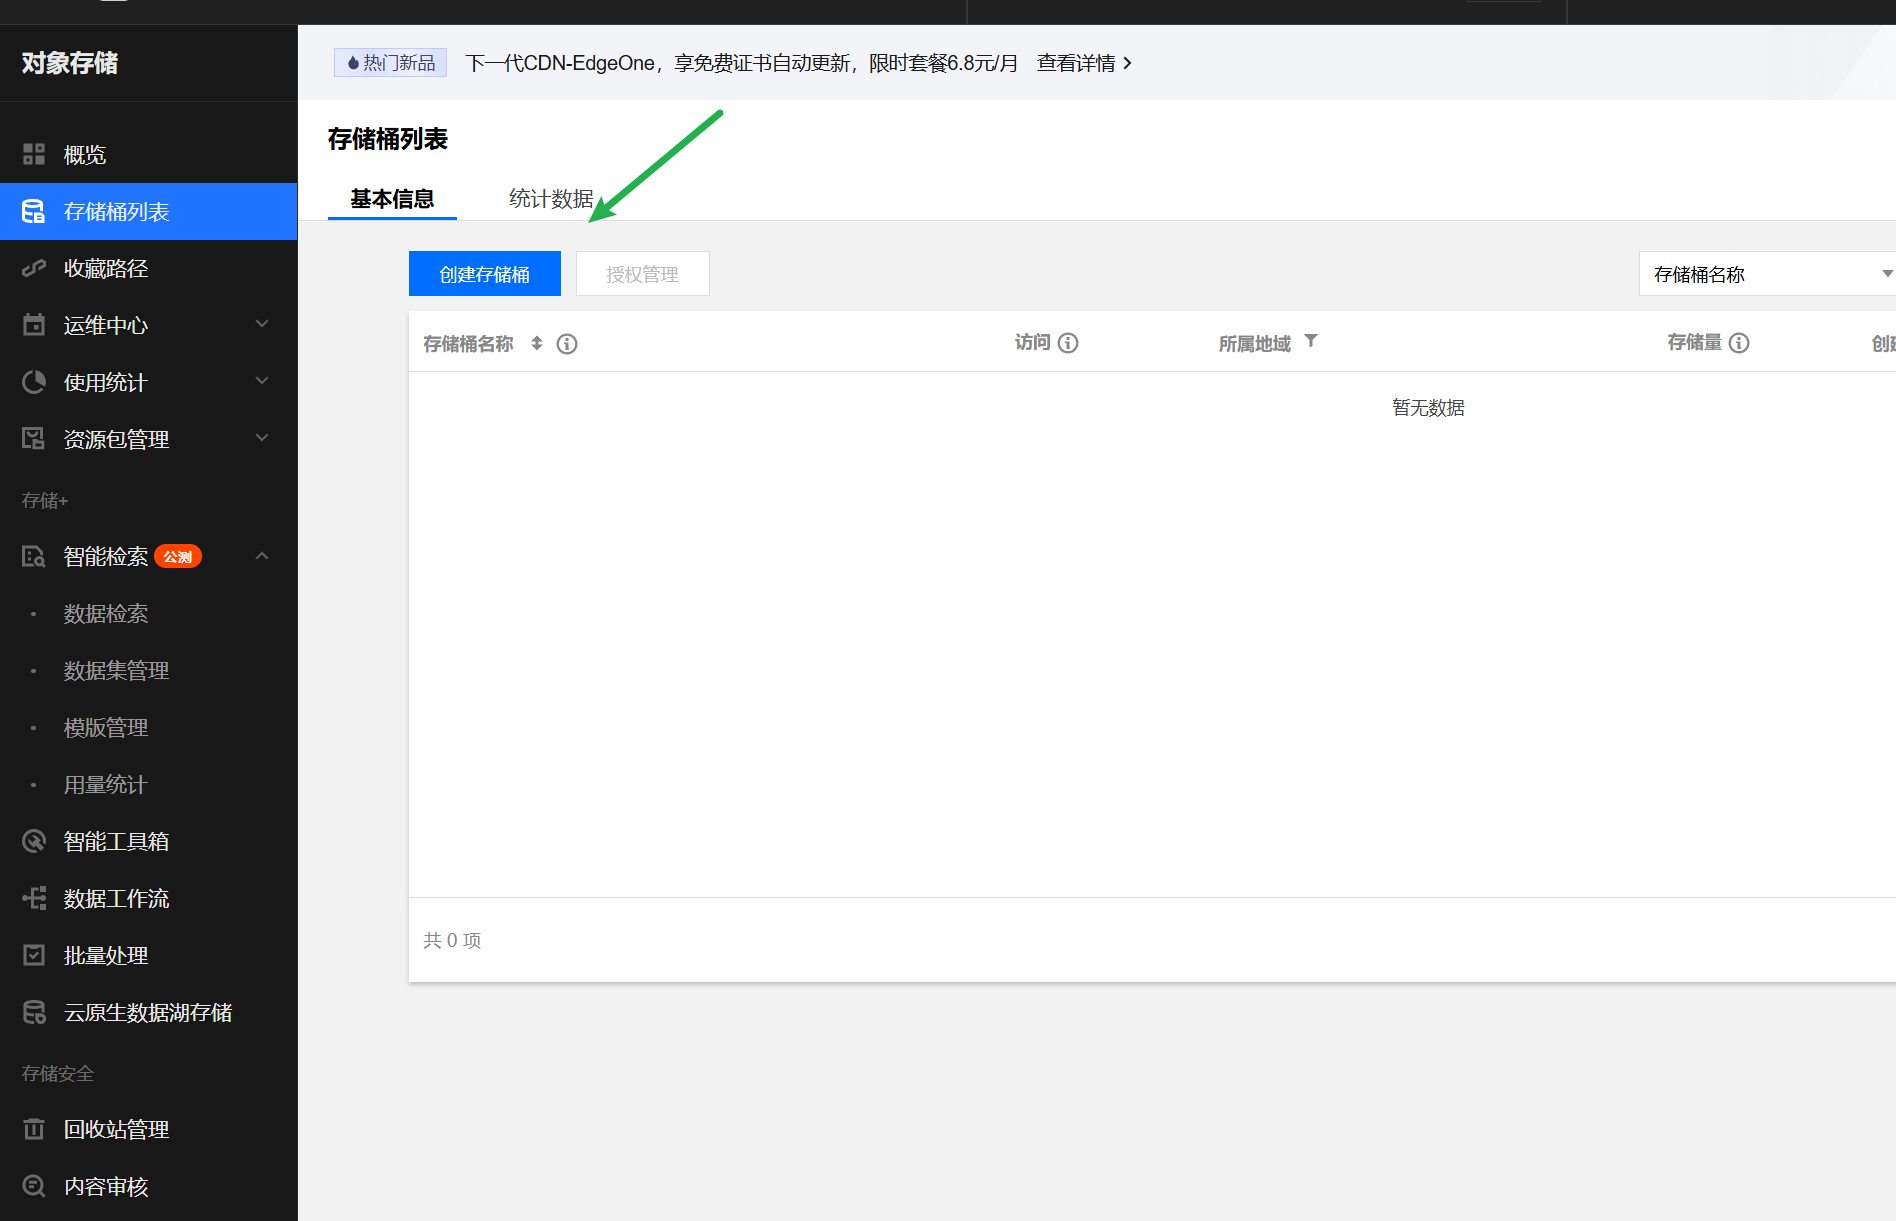 对象存储
概览
存储桶列表
收藏路径
运维中心
使用统计
资源包管理
存储+
智能检索 公测
数据检索
数据集管理
模版管理
用量统计
智能工具箱
数据工作流
批量处理
云原生数据湖存储
存储安全
回收站管理
内容审核
热门新品 下一代CDN-EdgeOne，享免费证书自动更新，限时套餐6.8元/月 查看详情
存储桶列表
基本信息 统计数据
创建存储桶 授权管理 存储桶名称
存储桶名称 访问 所属地域 存储量 创
暂无数据
共 0 项